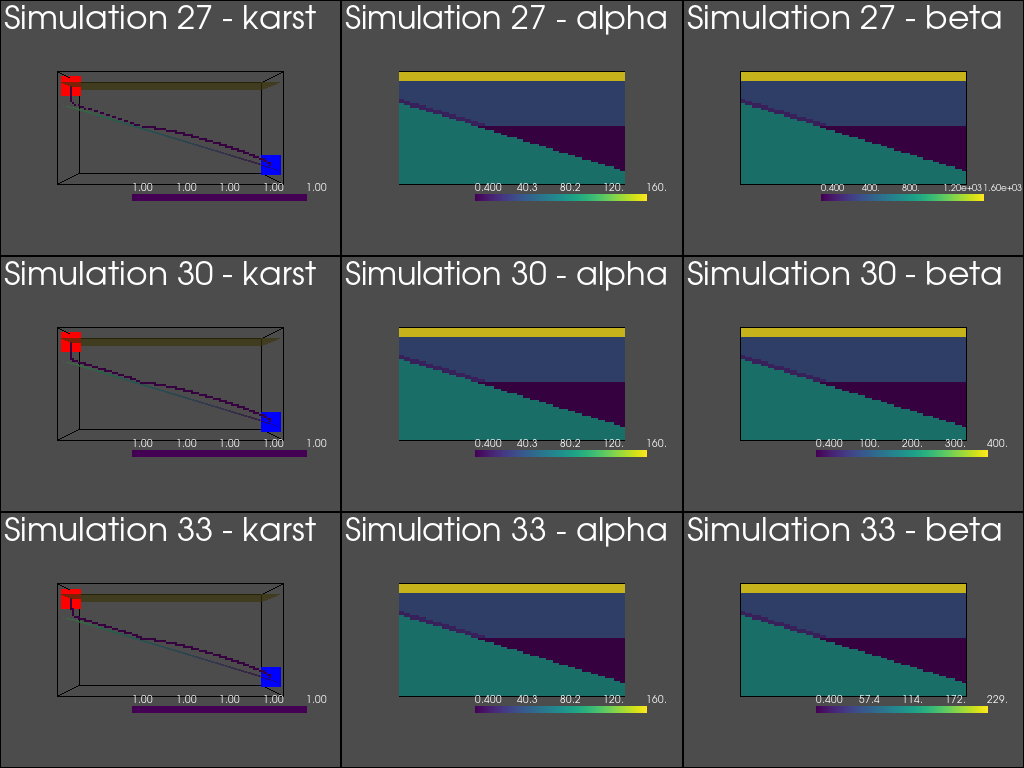 Simulation 27 - karst
1.00 1.00 1.00 1.00 1.00
Simulation 27 - alpha
0.400 40.3 80.2 120. 160.
Simulation 27 - beta
0.400 400. 800. 1.20e+03 1.60e+03
Simulation 30 - karst
1.00 1.00 1.00 1.00 1.00
Simulation 30 - alpha
0.400 40.3 80.2 120. 160.
Simulation 30 - beta
0.400 100. 200. 300. 400.
Simulation 33 - karst
1.00 1.00 1.00 1.00 1.00
Simulation 33 - alpha
0.400 40.3 80.2 120. 160.
Simulation 33 - beta
0.400 57.4 114. 172. 229.